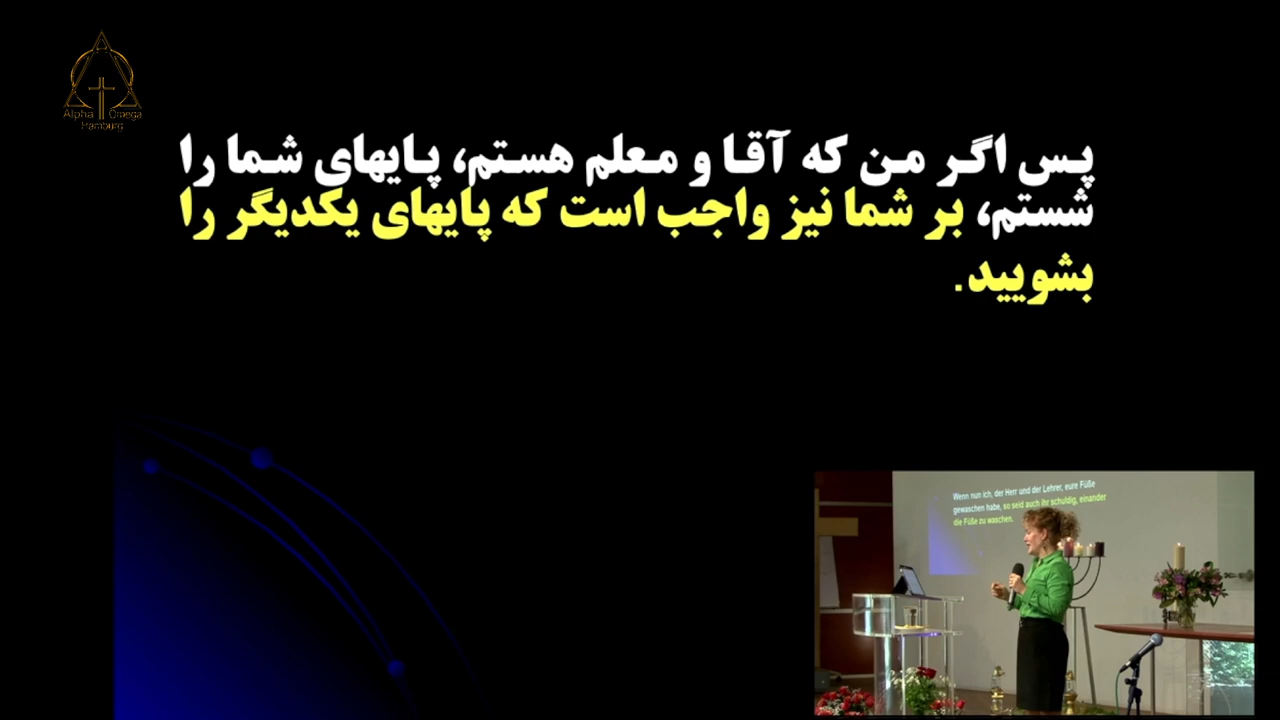 Alpha Omega
Hamburg
پس اگر من که آقا و معلم هستم، پایهای شما را
شستم، بر شما نیز واجب است که پایهای یکدیگر را
بشویید.
Wenn nun ich, der Herr und der Lehrer, eure Füße
gewaschen habe, so seid auch ihr schuldig, einander
die Füße zu waschen.